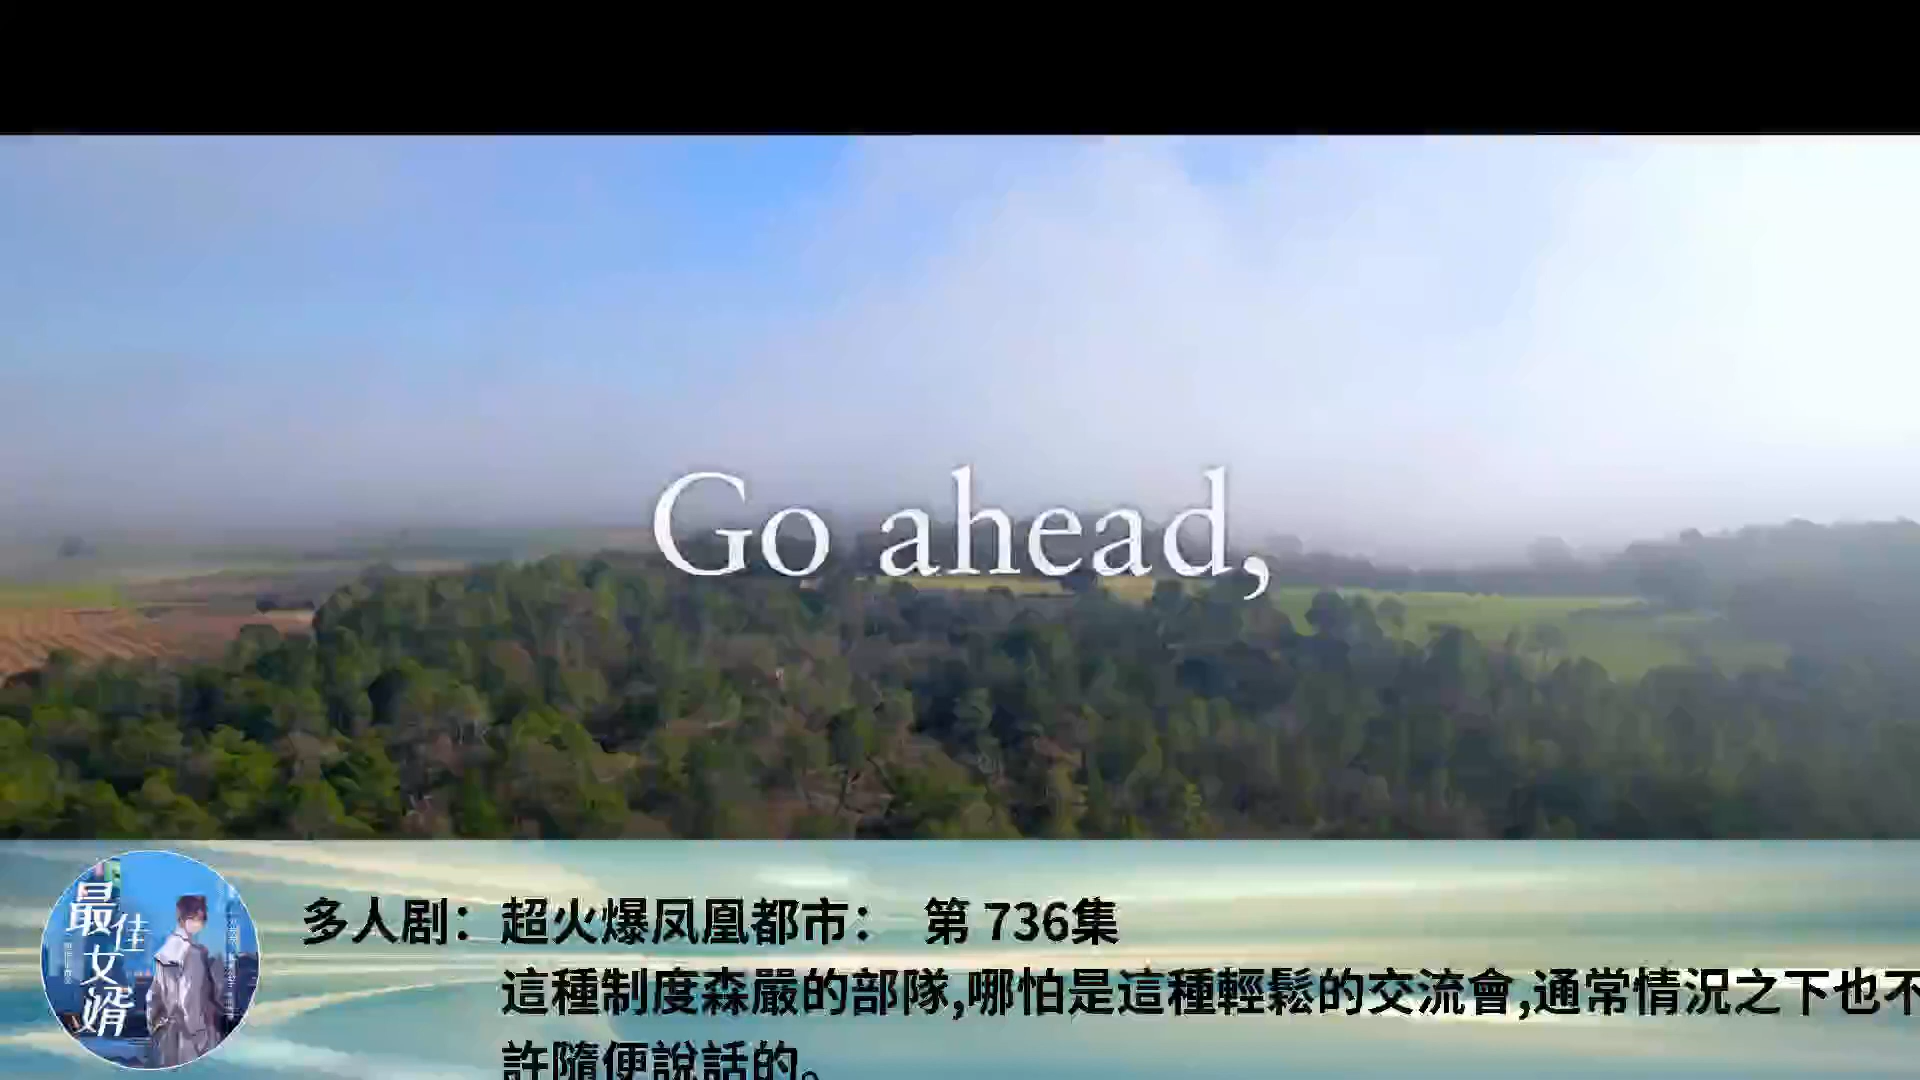 Go ahead,
多人剧：超火爆凤凰都市： 第 736集
這種制度森嚴的部隊,哪怕是這種輕鬆的交流會,通常情況之下也不
許隨便說話的。
最佳
女婿